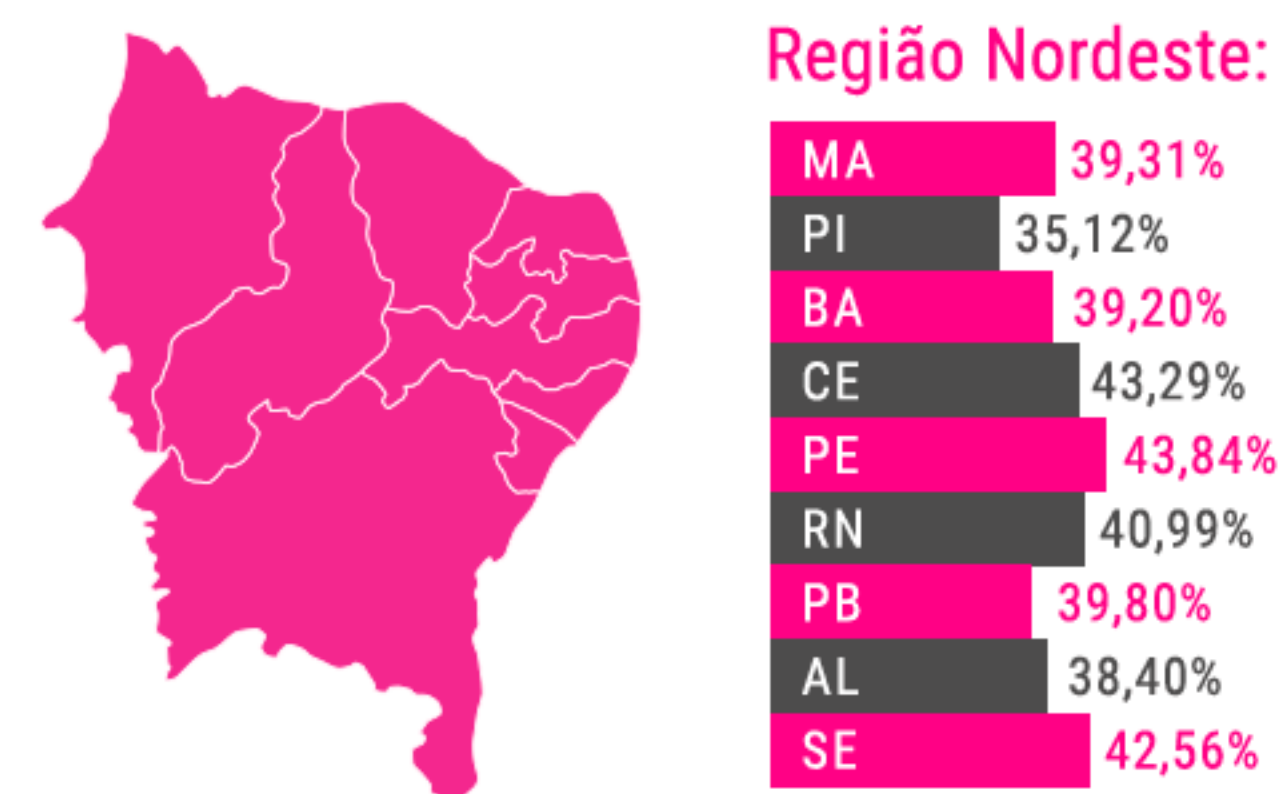 Região Nordeste:
MA 39,31%
PI 35,12%
BA 39,20%
CE 43,29%
PE 43,84%
RN 40,99%
PB 39,80%
AL 38,40%
SE 42,56%